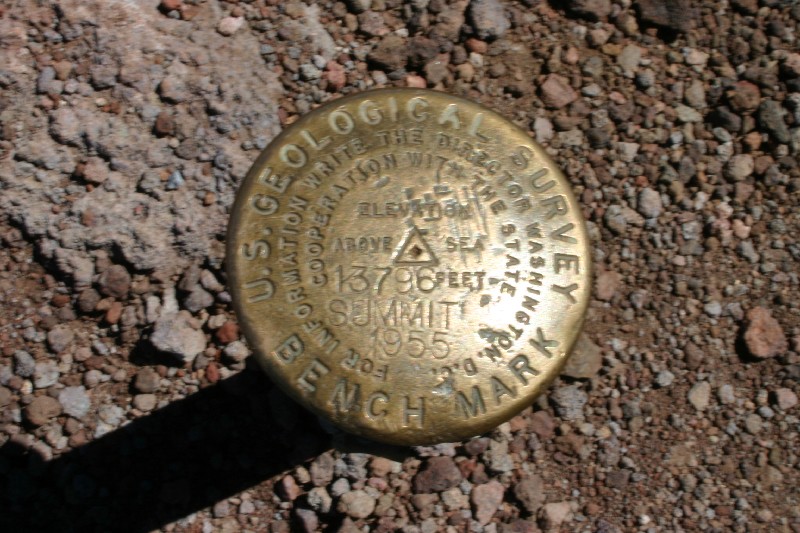 U.S. GEOLOGICAL SURVEY
FOR INFORMATION WRITE THE DIRECTOR WASHINGTON, D.C.
COOPERATION WITH THE STATE
ELEVATION
ABOVE SEA
13796 FEET
SUMMIT
1955
BENCH MARK